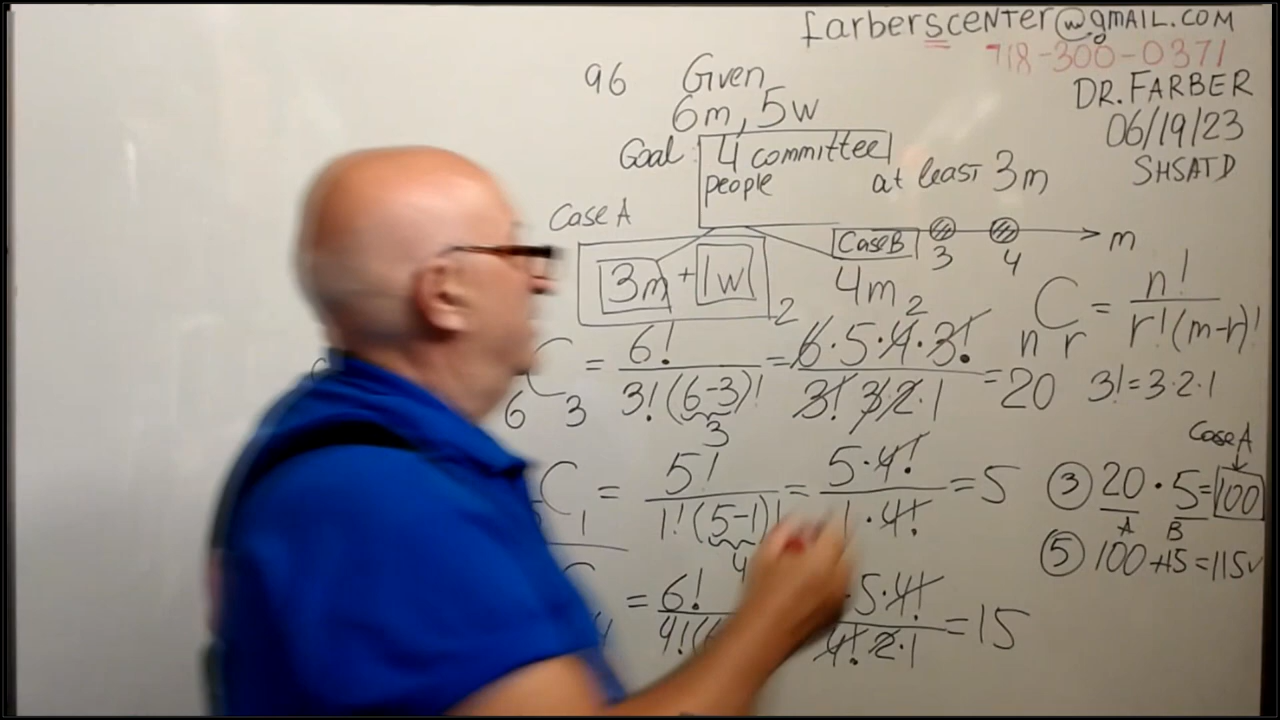 farberscenter@gmail.com
718-300-0371
DR. FARBER
06/19/23
SHSATD
96 Given
6m, 5w
Goal 4 committee
people at least 3m
Case A
3m + 1w
Case B
4m
3 4 m
nCr = n! / r!(m-r)!
3! = 3·2·1
6C3 = 6! / 3!(6-3)! = 6·5·4·3! / 3! 3·2·1 = 20
3
2 2
C1 = 5! / 1!(5-1)! = 5·4! / 1·4! = 5
4
= 6! / 4!( ·5·4! / 4! 2·1 = 15
Case A
③ 20 · 5 = 100
A B
⑤ 100 + 15 = 115